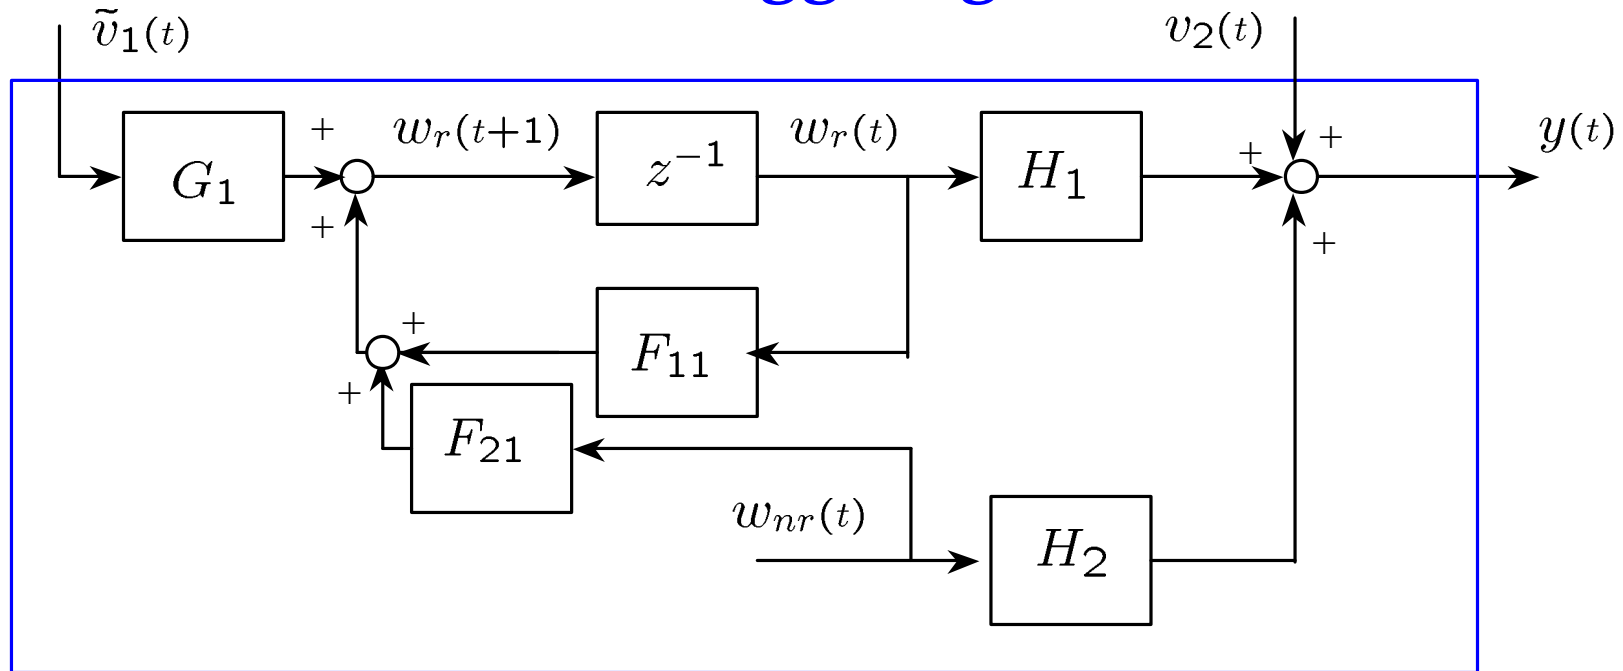 ṽ₁(t)
v₂(t)
+
wᵣ(t+1)
wᵣ(t)
+
+
y(t)
G₁
z⁻¹
H₁
+
+
+
F₁₁
+
F₂₁
wₙᵣ(t)
H₂